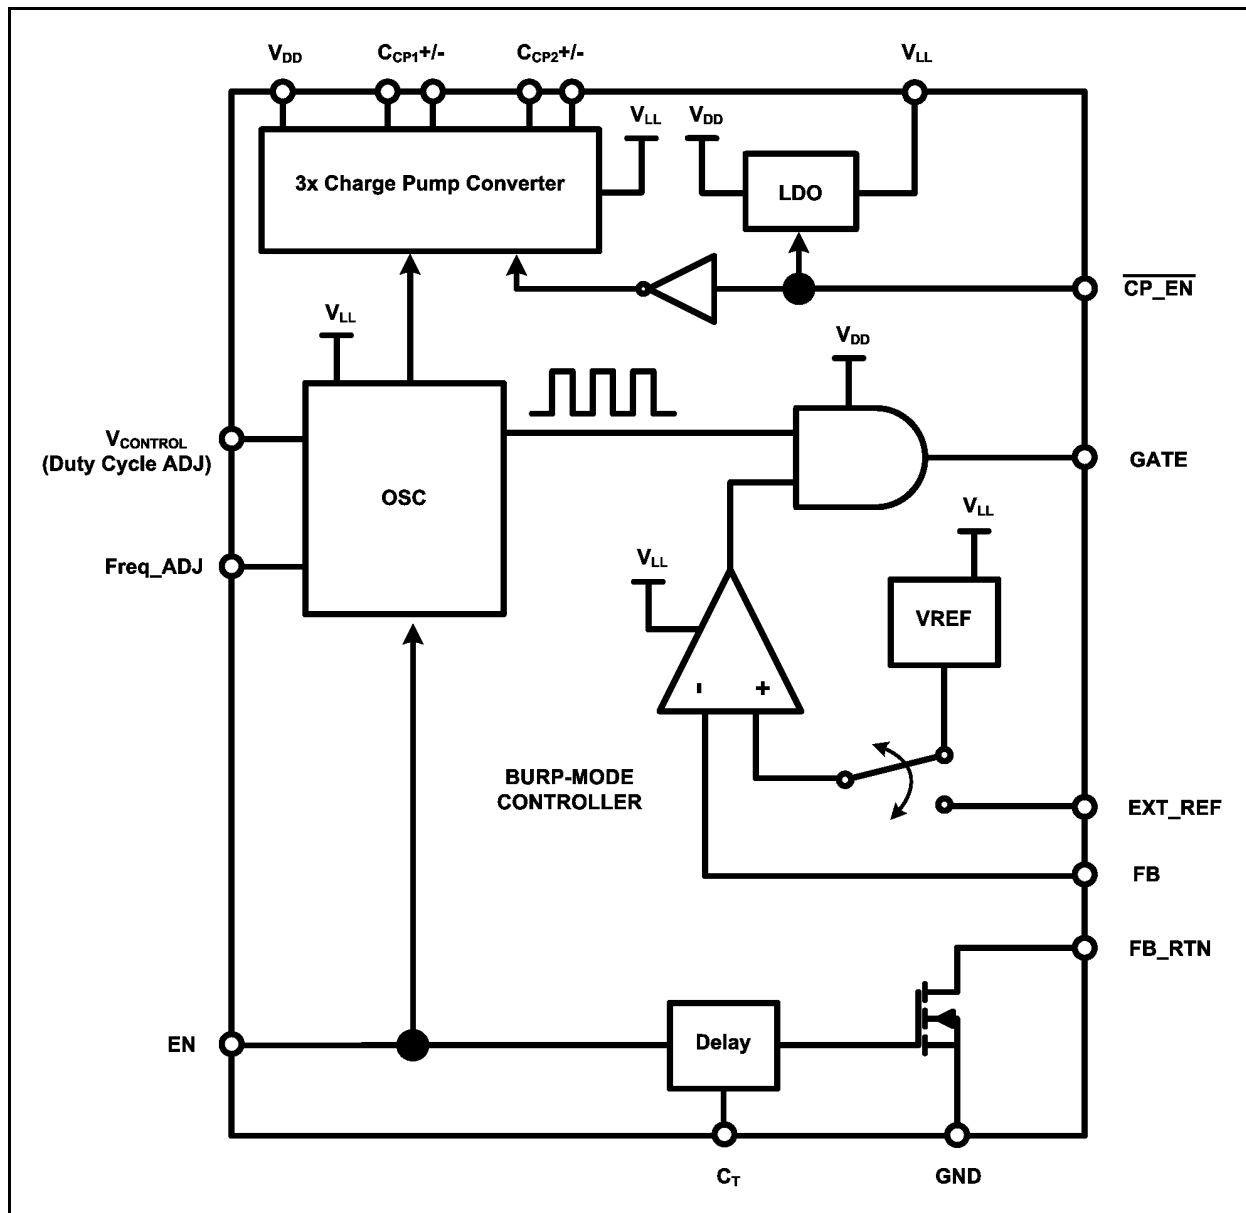 VDD
CCP1+/-
CCP2+/-
VLL
VLL
VDD
3x Charge Pump Converter
LDO
CP_EN
VLL
VDD
VCONTROL
(Duty Cycle ADJ)
GATE
OSC
VLL
VLL
Freq_ADJ
VREF
- +
BURP-MODE
CONTROLLER
EXT_REF
FB
FB_RTN
EN
Delay
CT
GND